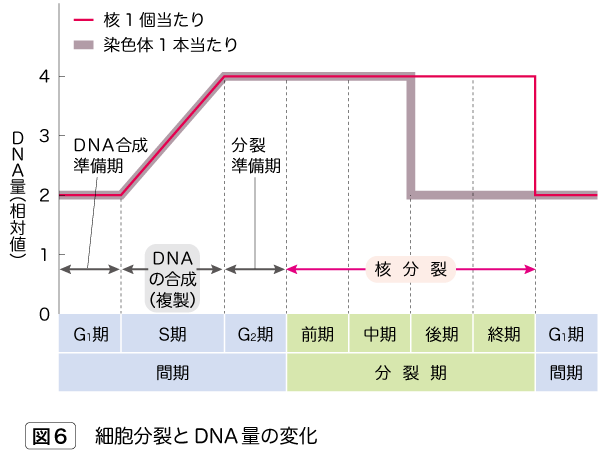 核1個当たり
染色体1本当たり
DNA量(相対値)
4
3
2
1
0
DNA合成
準備期
分裂
準備期
DNA
の合成
(複製)
核分裂
G1期 S期 G2期 前期 中期 後期 終期 G1期
間期 分裂期 間期
図6 細胞分裂とDNA量の変化